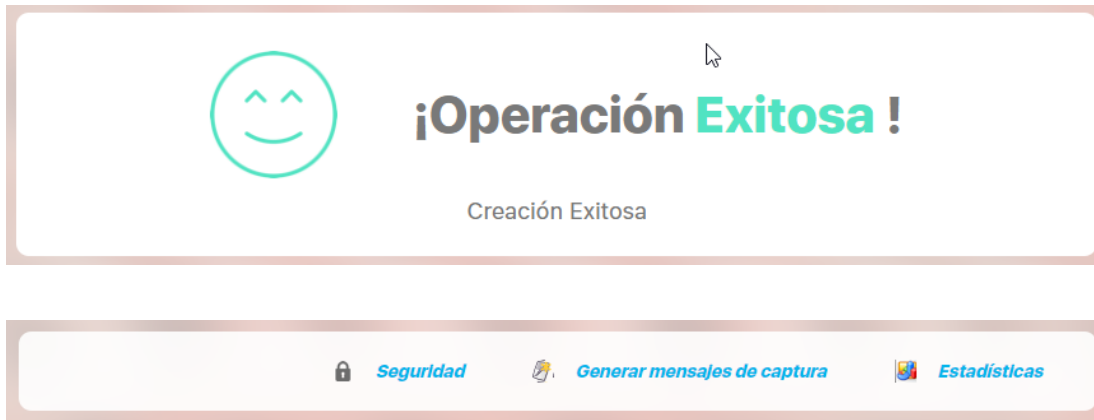 ¡Operación Exitosa !
Creación Exitosa
Seguridad Generar mensajes de captura Estadísticas